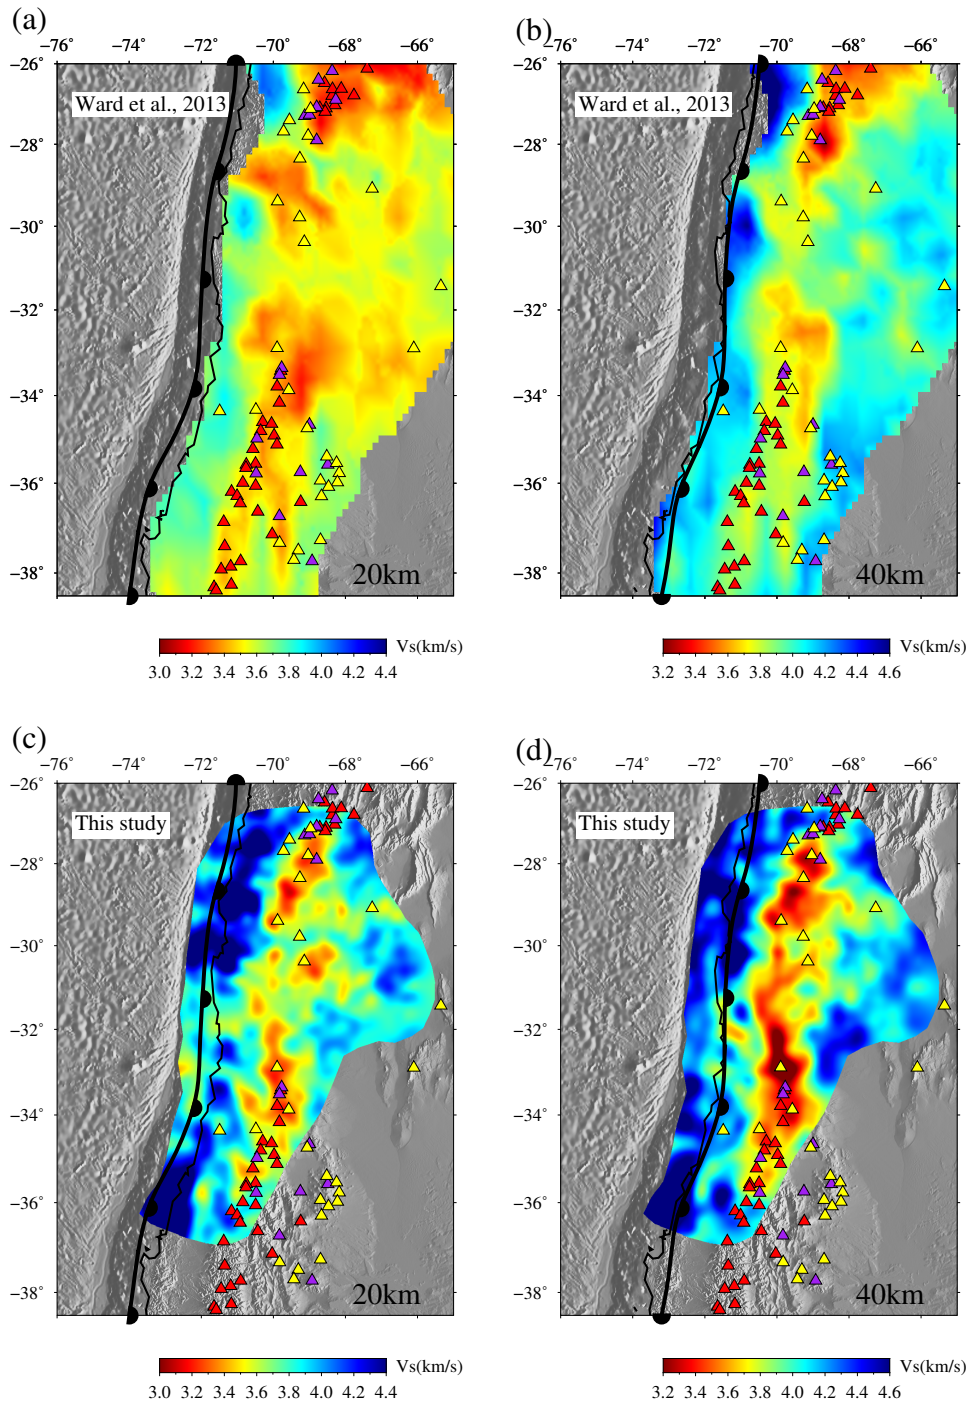 (a)
−76° −74° −72° −70° −68° −66°
−26°
−28°
−30°
−32°
−34°
−36°
−38°
Ward et al., 2013
20km
3.0 3.2 3.4 3.6 3.8 4.0 4.2 4.4
Vs(km/s)
(b)
−76° −74° −72° −70° −68° −66°
−26°
−28°
−30°
−32°
−34°
−36°
−38°
Ward et al., 2013
40km
3.2 3.4 3.6 3.8 4.0 4.2 4.4 4.6
Vs(km/s)
(c)
−76° −74° −72° −70° −68° −66°
−26°
−28°
−30°
−32°
−34°
−36°
−38°
This study
20km
3.0 3.2 3.4 3.6 3.8 4.0 4.2 4.4
Vs(km/s)
(d)
−76° −74° −72° −70° −68° −66°
−26°
−28°
−30°
−32°
−34°
−36°
−38°
This study
40km
3.2 3.4 3.6 3.8 4.0 4.2 4.4 4.6
Vs(km/s)